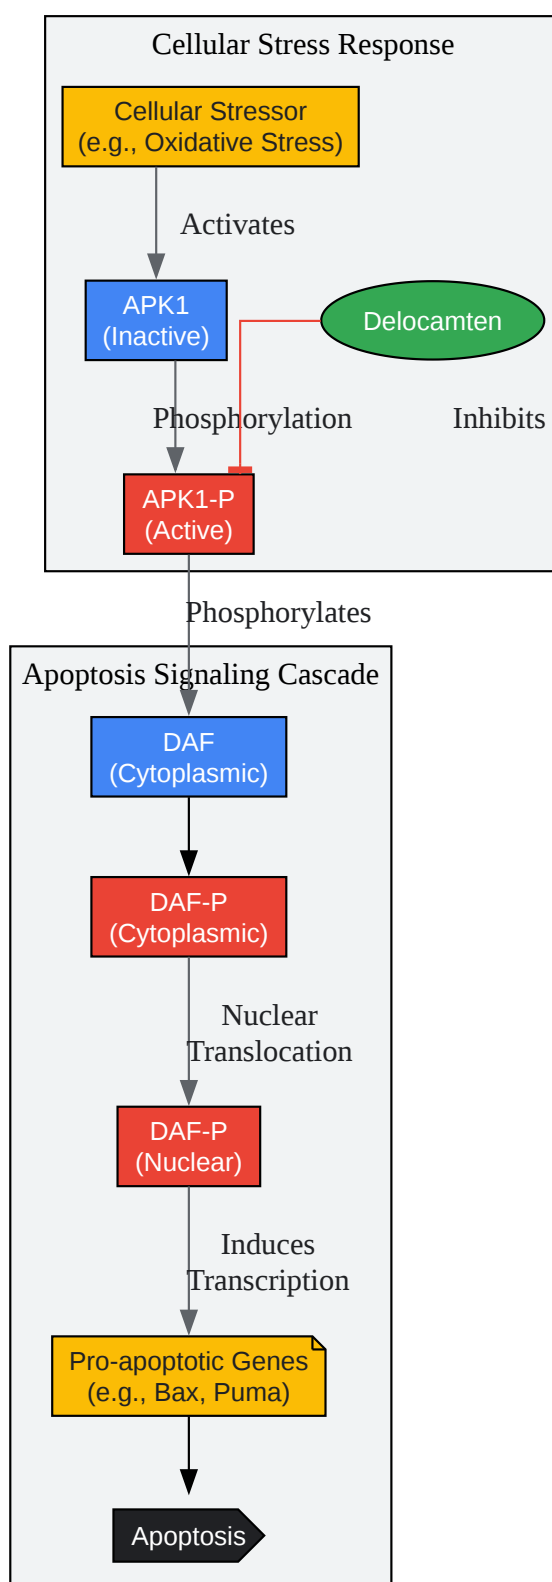 Cellular Stress Response
Cellular Stressor
(e.g., Oxidative Stress)
Activates
APK1
(Inactive)
Delocamten
Phosphorylation
Inhibits
APK1-P
(Active)
Phosphorylates
Apoptosis Signaling Cascade
DAF
(Cytoplasmic)
DAF-P
(Cytoplasmic)
Nuclear
Translocation
DAF-P
(Nuclear)
Induces
Transcription
Pro-apoptotic Genes
(e.g., Bax, Puma)
Apoptosis